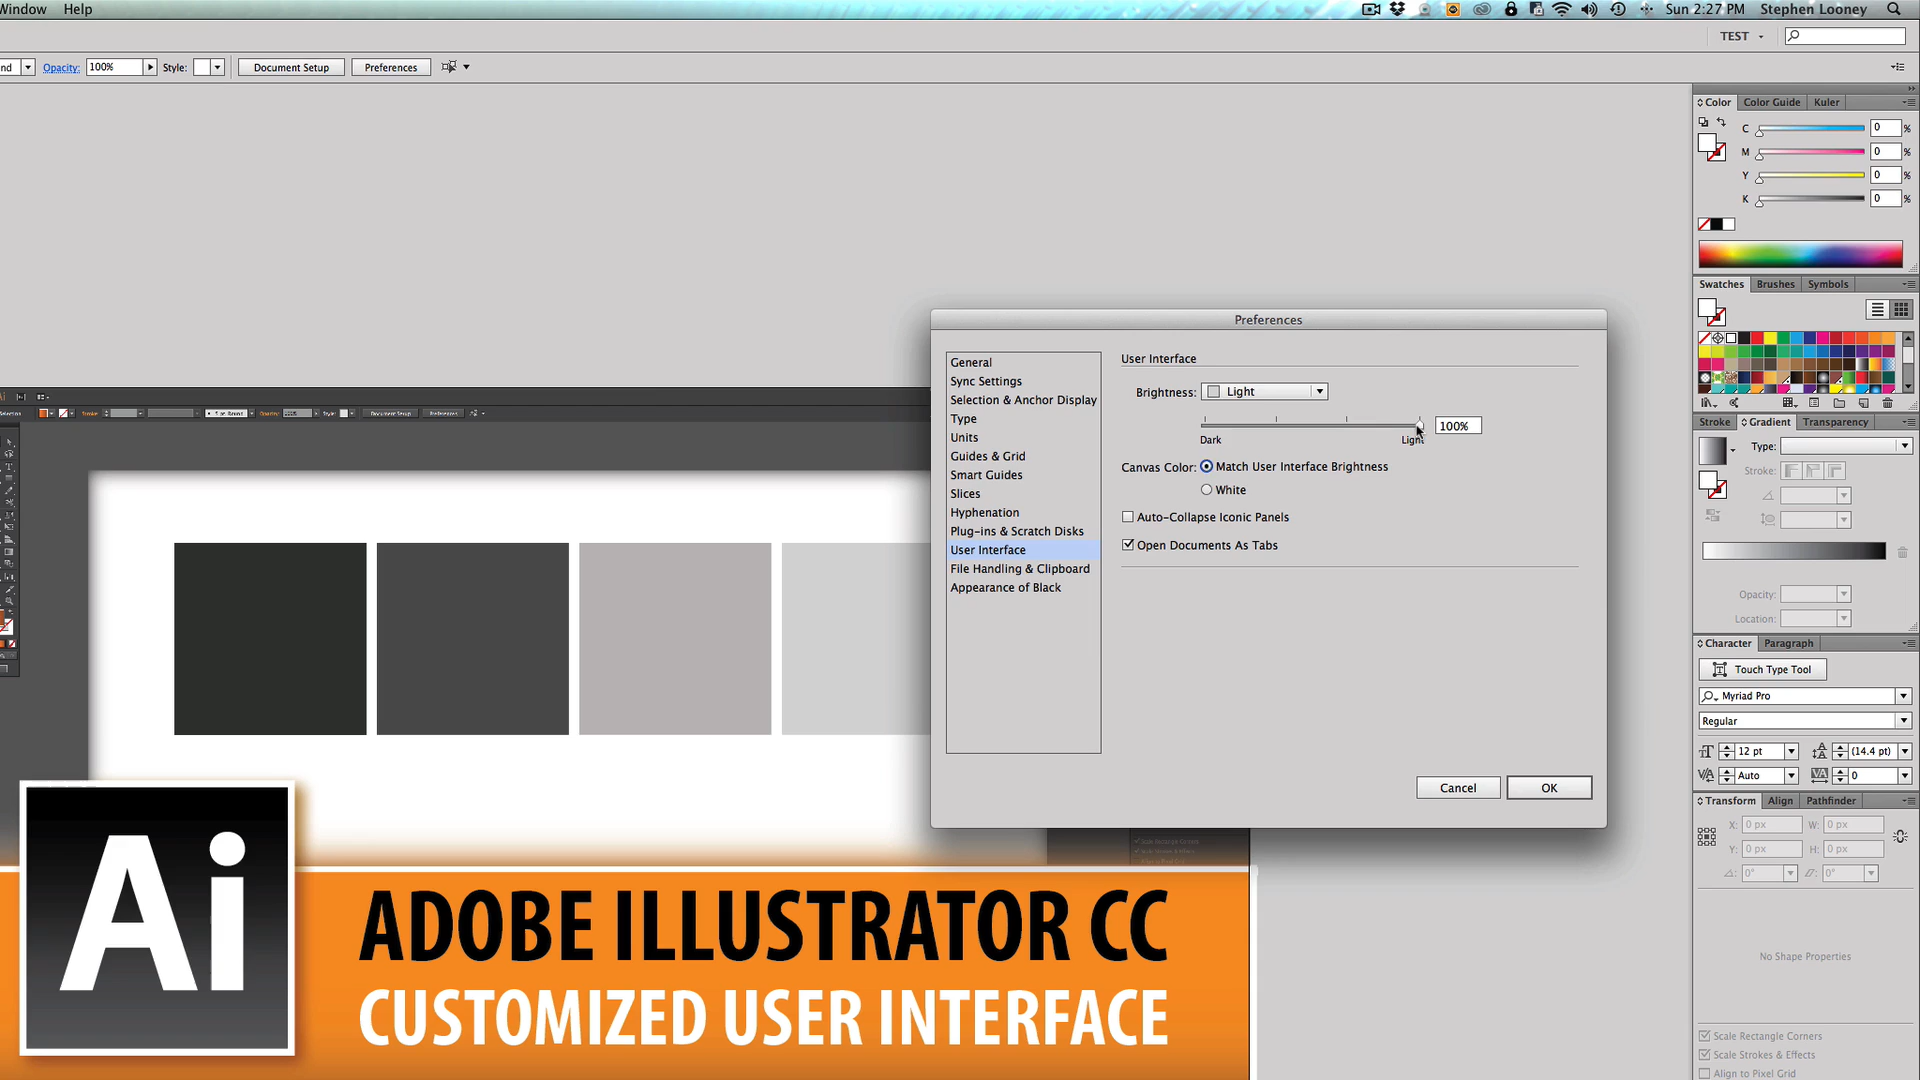 Window Help
Sun 2:27 PM Stephen Looney
TEST
nd Opacity: 100% Style: Document Setup Preferences
Color Color Guide Kuler
C 0 %
M 0 %
Y 0 %
K 0 %
Swatches Brushes Symbols
Stroke Gradient Transparency
Type:
Stroke:
Opacity:
Location:
Character Paragraph
Touch Type Tool
Myriad Pro
Regular
12 pt (14.4 pt)
Auto 0
Transform Align Pathfinder
X: 0 px W: 0 px
Y: 0 px H: 0 px
0° 0°
No Shape Properties
Scale Rectangle Corners
Scale Strokes & Effects
Align to Pixel Grid
Preferences
General
Sync Settings
Selection & Anchor Display
Type
Units
Guides & Grid
Smart Guides
Slices
Hyphenation
Plug-ins & Scratch Disks
User Interface
File Handling & Clipboard
Appearance of Black
User Interface
Brightness: Light
100%
Dark Light
Canvas Color: Match User Interface Brightness
White
Auto-Collapse Iconic Panels
Open Documents As Tabs
Cancel OK
Document Setup Preferences
Ai
ADOBE ILLUSTRATOR CC
CUSTOMIZED USER INTERFACE